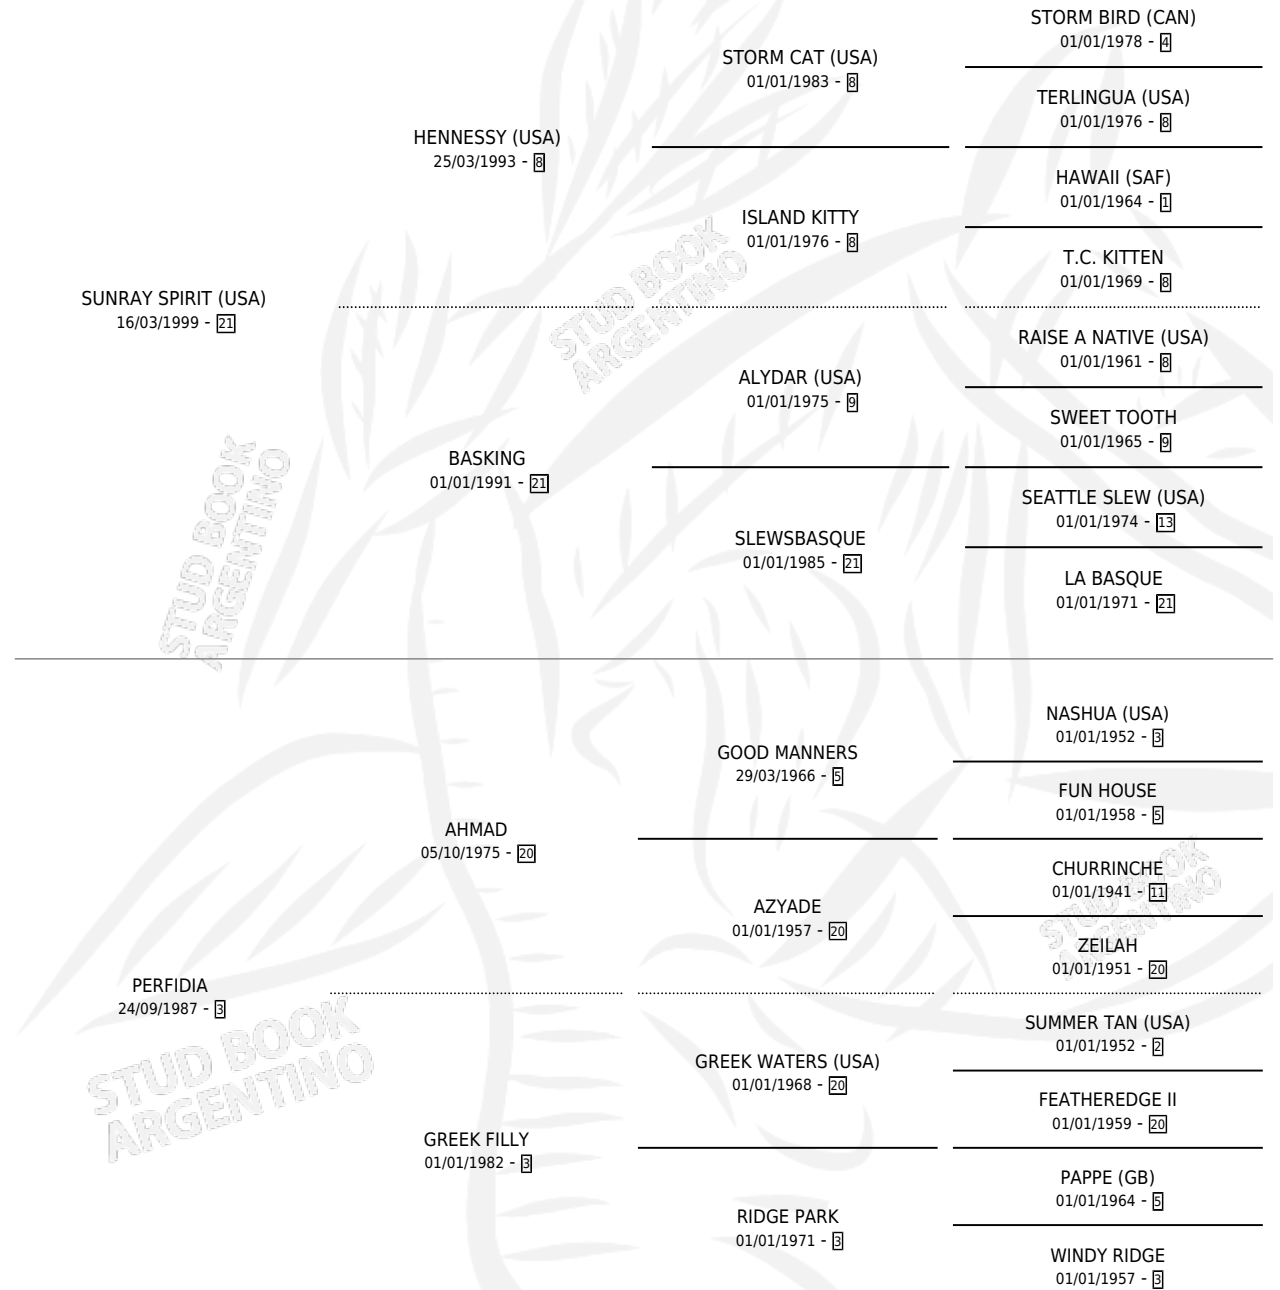 STORM BIRD (CAN)
01/01/1978 - 4
STORM CAT (USA)
01/01/1983 - 8
TERLINGUA (USA)
01/01/1976 - 8
HENNESSY (USA)
25/03/1993 - 8
HAWAII (SAF)
01/01/1964 - 1
ISLAND KITTY
01/01/1976 - 8
T.C. KITTEN
01/01/1969 - 8
SUNRAY SPIRIT (USA)
16/03/1999 - 21
RAISE A NATIVE (USA)
01/01/1961 - 8
ALYDAR (USA)
01/01/1975 - 9
SWEET TOOTH
01/01/1965 - 9
BASKING
01/01/1991 - 21
SEATTLE SLEW (USA)
01/01/1974 - 13
SLEWSBASQUE
01/01/1985 - 21
LA BASQUE
01/01/1971 - 21
NASHUA (USA)
01/01/1952 - 3
GOOD MANNERS
29/03/1966 - 5
FUN HOUSE
01/01/1958 - 5
AHMAD
05/10/1975 - 20
CHURRINCHE
01/01/1941 - 11
AZYADE
01/01/1957 - 20
ZEILAH
01/01/1951 - 20
PERFIDIA
24/09/1987 - 3
SUMMER TAN (USA)
01/01/1952 - 2
GREEK WATERS (USA)
01/01/1968 - 20
FEATHEREDGE II
01/01/1959 - 20
GREEK FILLY
01/01/1982 - 3
PAPPE (GB)
01/01/1964 - 5
RIDGE PARK
01/01/1971 - 3
WINDY RIDGE
01/01/1957 - 3
STUD BOOK
ARGENTINO
STUD BOOK
ARGENTINO
STUD BOOK
ARGENTINO
STUD BOOK
ARGENTINO